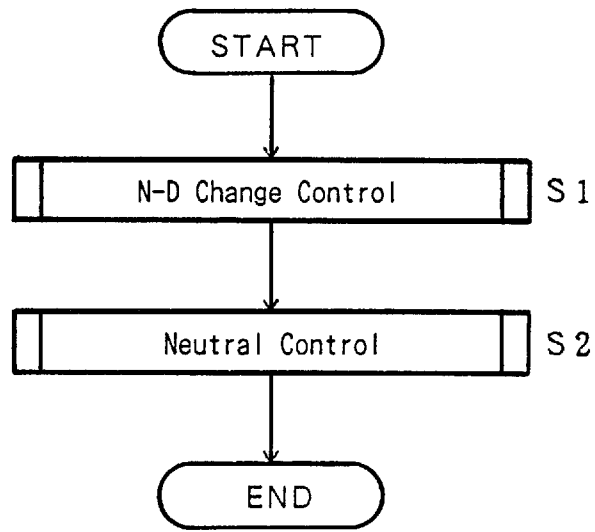 START
N-D Change Control
S1
Neutral Control
S2
END